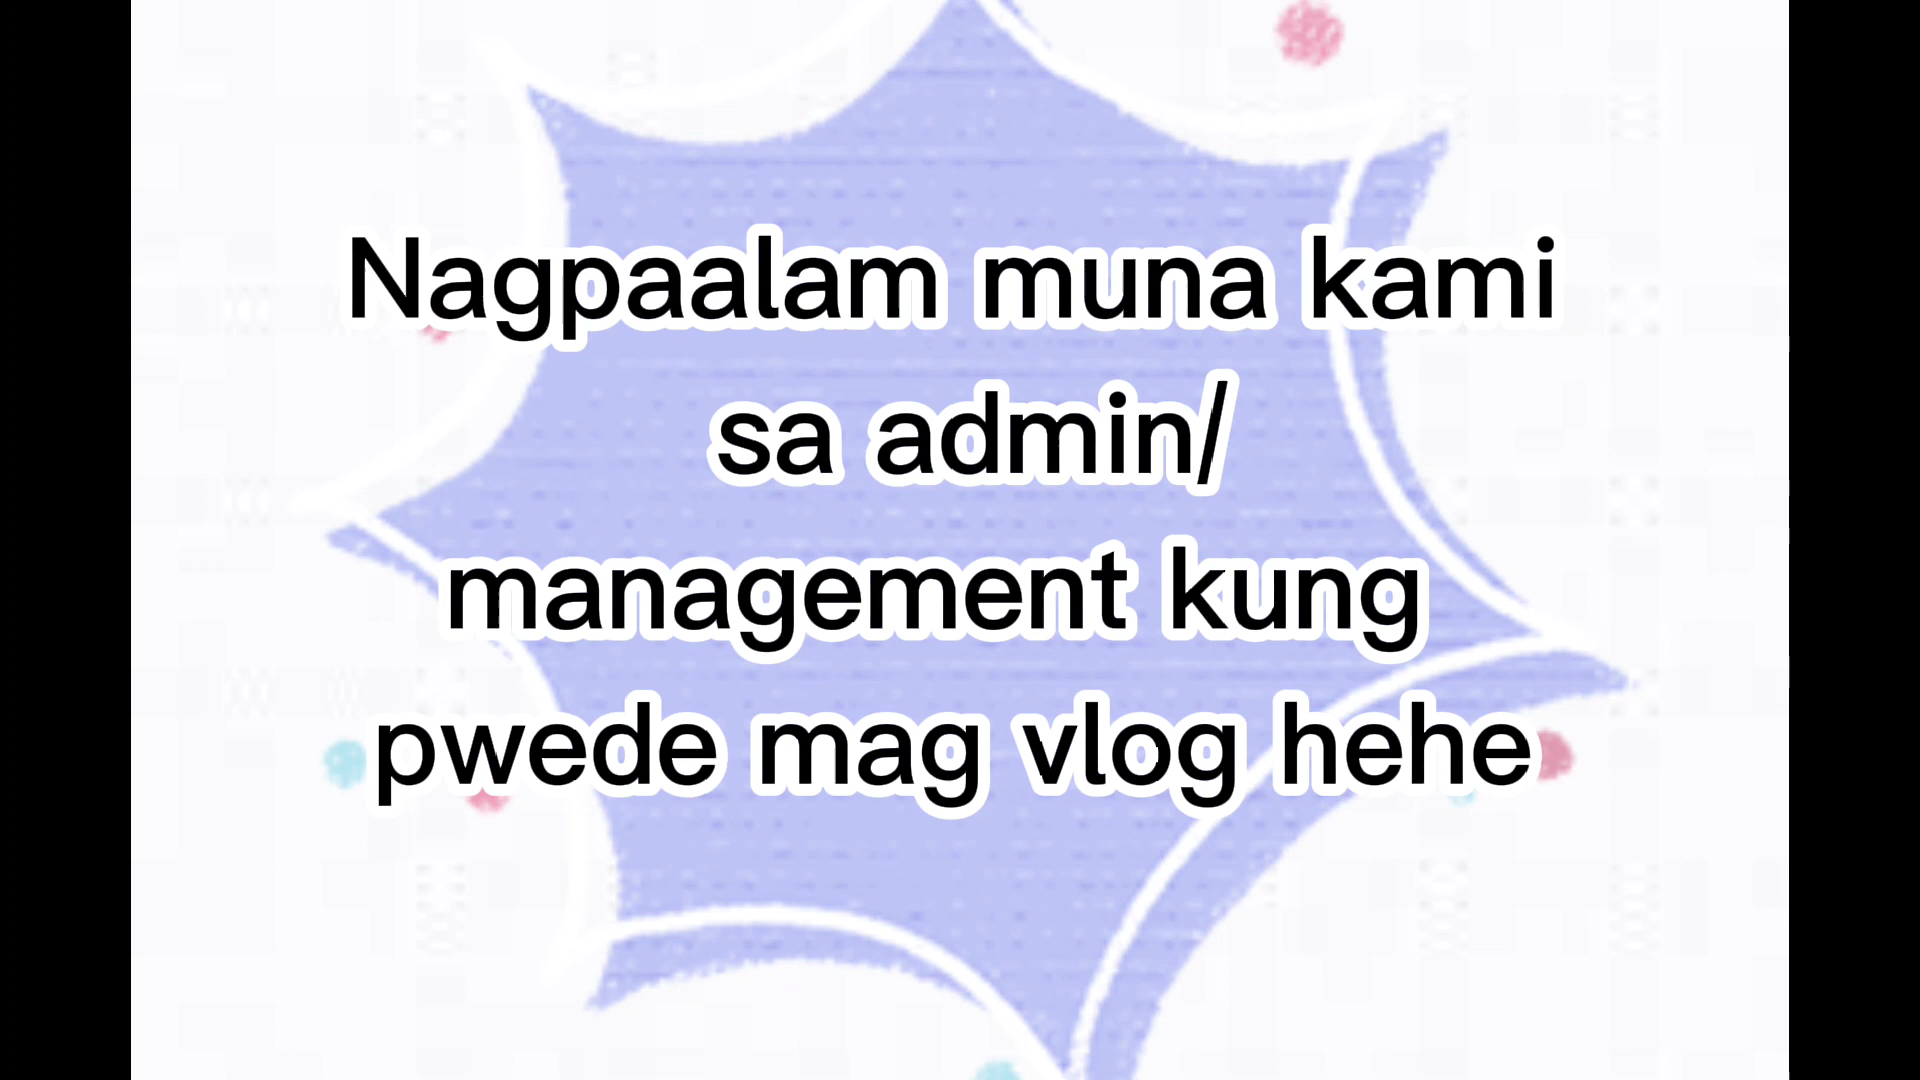 Nagpaalam muna kami
sa admin/
management kung
pwede mag vlog hehe